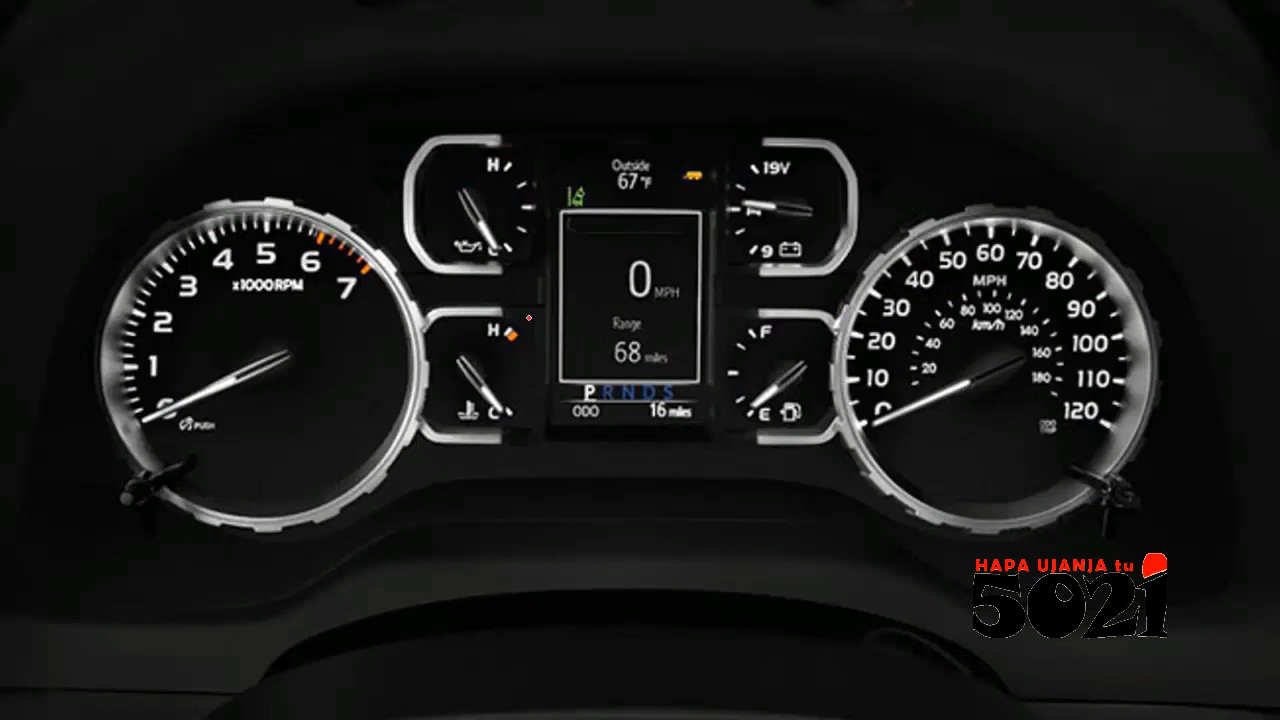 Outside
67 °F
H
19V
9
x1000RPM
1
2
3
4
5
6
7
PUSH
H
C
0 MPH
Range
68 miles
P R N D S
000
16 miles
F
E
MPH
km/h
0
10
20
30
40
50
60
70
80
90
100
110
120
20
40
60
80
100
120
140
160
180
HAPA UJANJA tu
5021